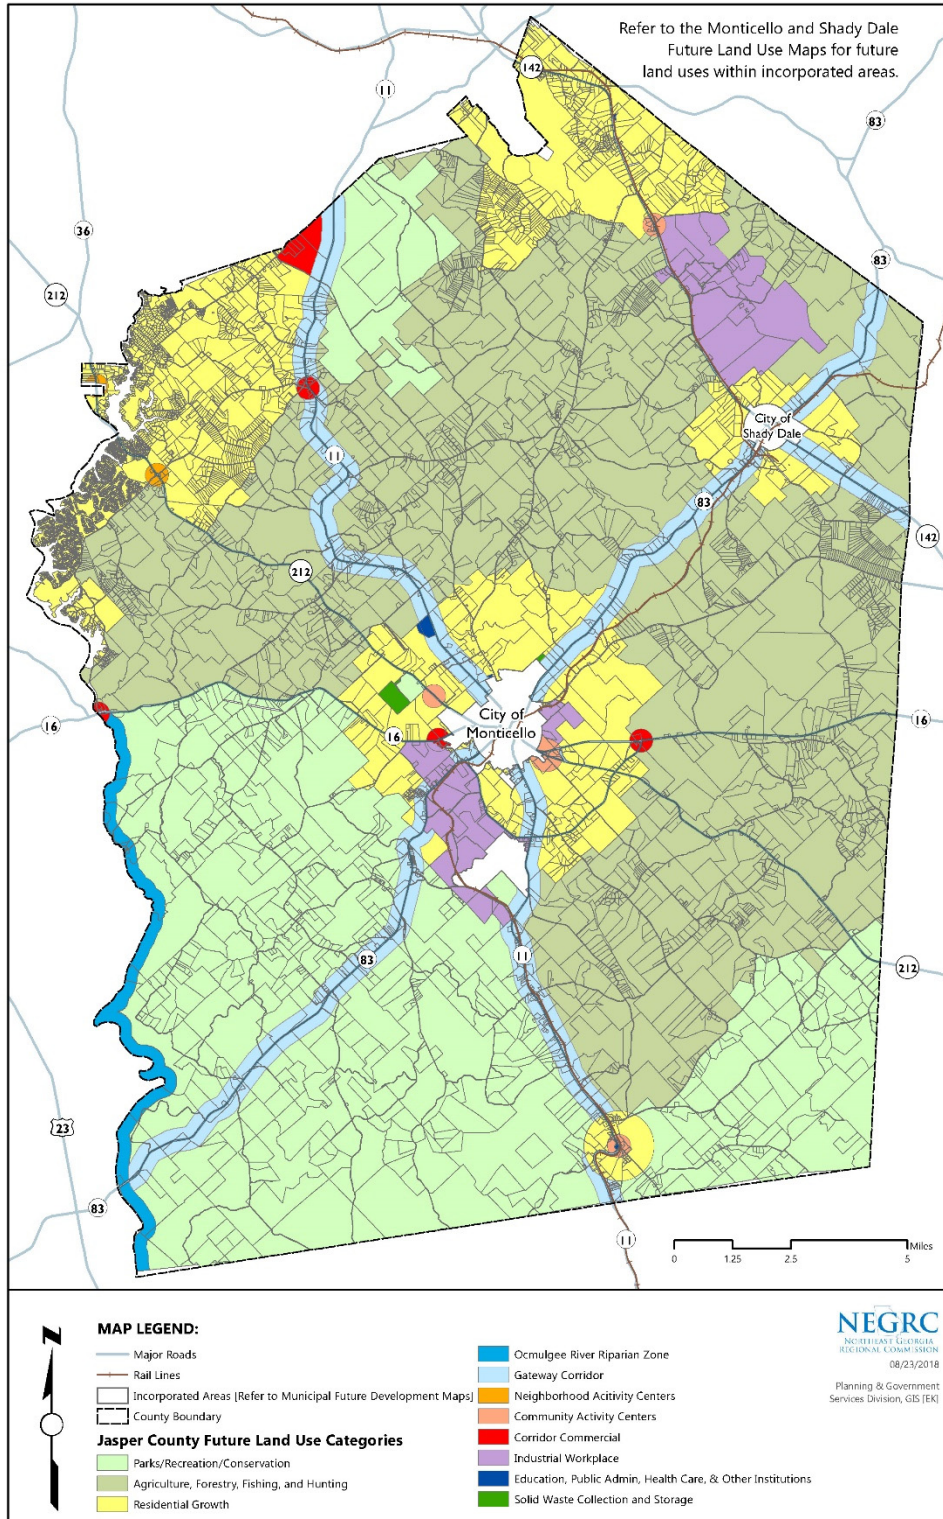 Refer to the Monticello and Shady Dale
Future Land Use Maps for future
land uses within incorporated areas.
142
11
83
36
83
212
City of
Shady Dale
11
83
142
212
16
City of
Monticello
16
16
83
11
212
23
83
11
Miles
0
1.25
2.5
5
N
MAP LEGEND:
Major Roads
Rail Lines
Incorporated Areas [Refer to Municipal Future Development Maps]
County Boundary
Jasper County Future Land Use Categories
Parks/Recreation/Conservation
Agriculture, Forestry, Fishing, and Hunting
Residential Growth
Ocmulgee River Riparian Zone
Gateway Corridor
Neighborhood Acitivity Centers
Community Activity Centers
Corridor Commercial
Industrial Workplace
Education, Public Admin, Health Care, & Other Institutions
Solid Waste Collection and Storage
NEGRC
NORTHEAST GEORGIA
REGIONAL COMMISSION
08/23/2018
Planning & Government
Services Division, GIS [EK]